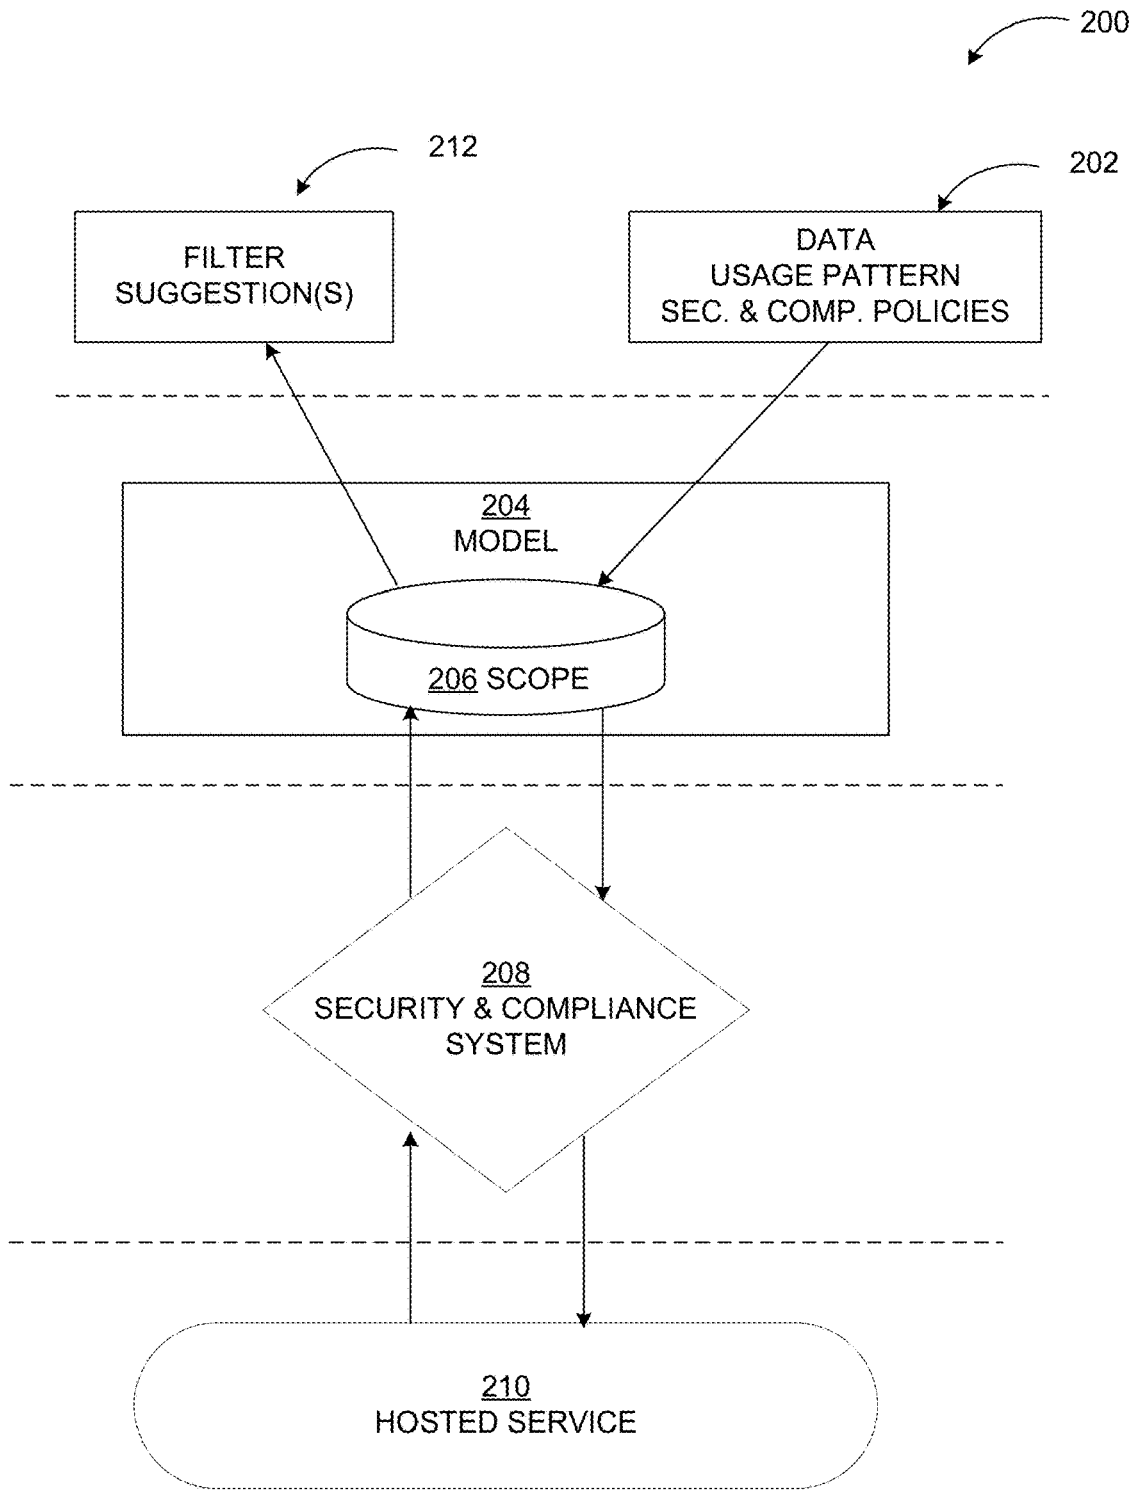 200
212
202
FILTER
SUGGESTION(S)
DATA
USAGE PATTERN
SEC. & COMP. POLICIES
204
MODEL
206 SCOPE
208
SECURITY & COMPLIANCE
SYSTEM
210
HOSTED SERVICE